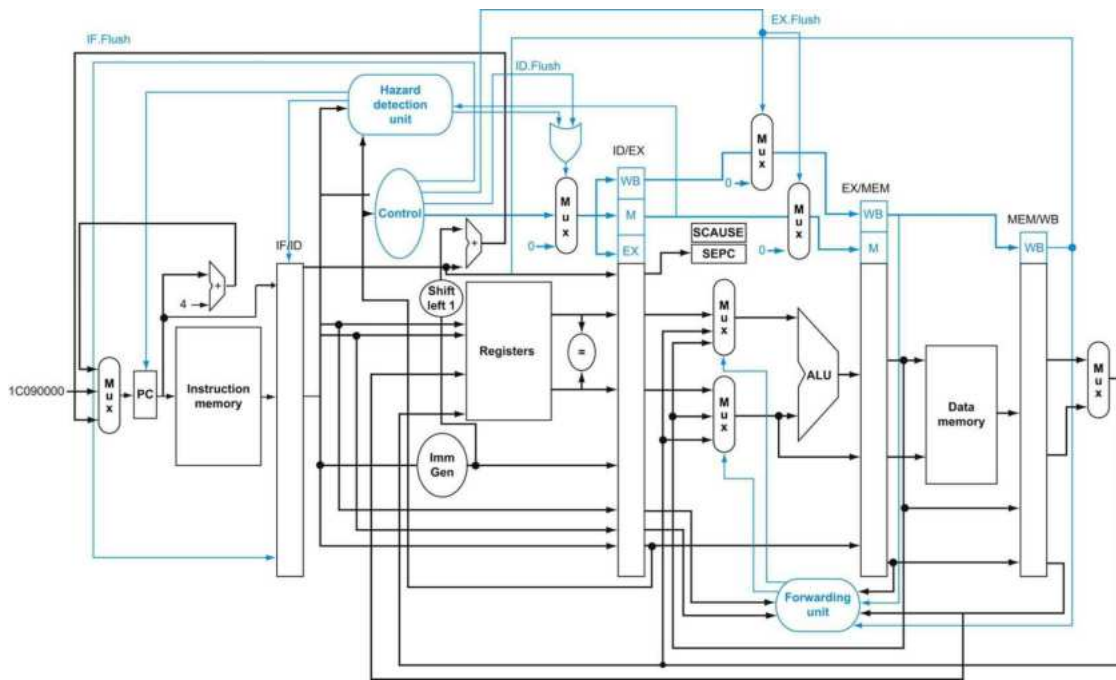 IF.Flush
EX.Flush
ID.Flush
Hazard
detection
unit
Mux
ID/EX
WB
0
Mux
EX/MEM
Control
Mux
M
Mux
WB
MEM/WB
SCAUSE
0
0
M
WB
IF/ID
EX
SEPC
+
+
4
Shift
left 1
Mux
Registers
=
Mux
1C090000
Mux
PC
Instruction
memory
ALU
Mux
Data
memory
Imm
Gen
Forwarding
unit